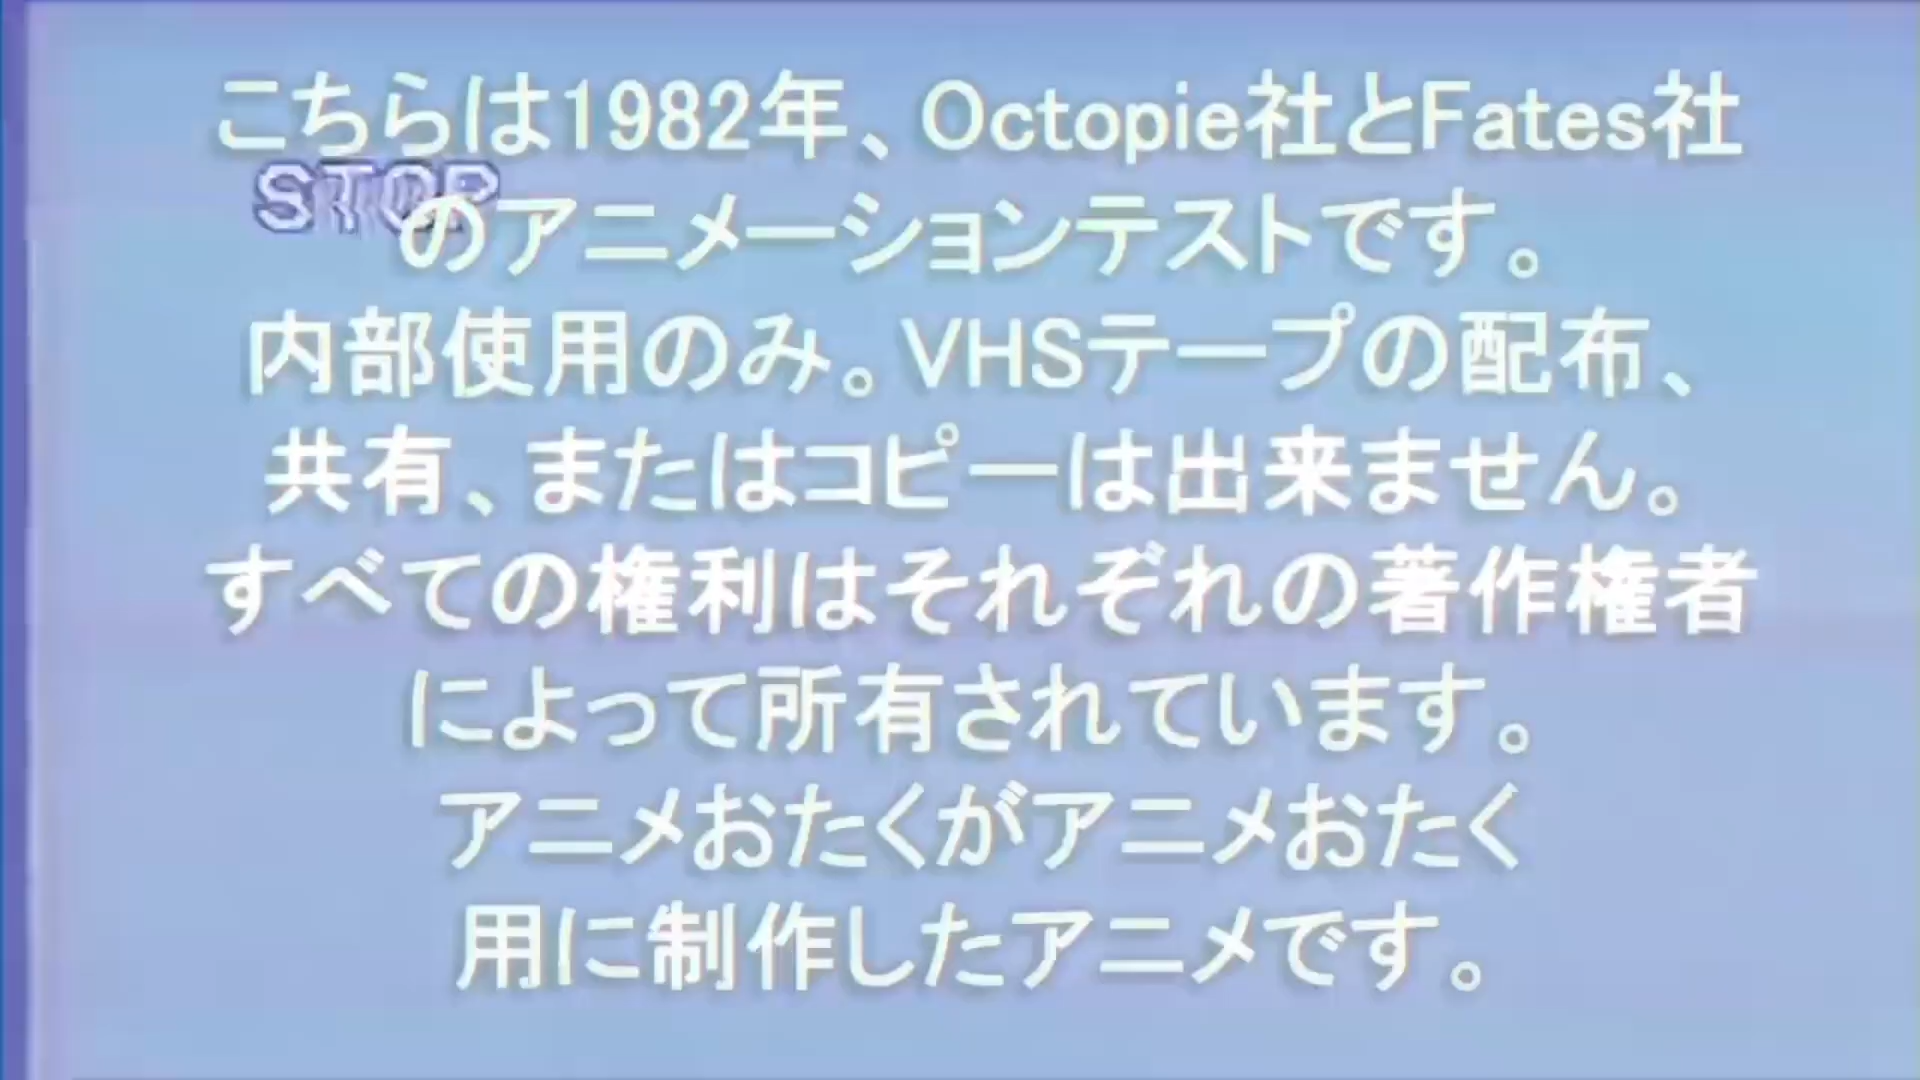 こちらは1982年、Octopie社とFates社
STOP
のアニメーションテストです。
内部使用のみ。VHSテープの配布、
共有、またはコピーは出来ません。
すべての権利はそれぞれの著作権者
によって所有されています。
アニメおたくがアニメおたく
用に制作したアニメです。